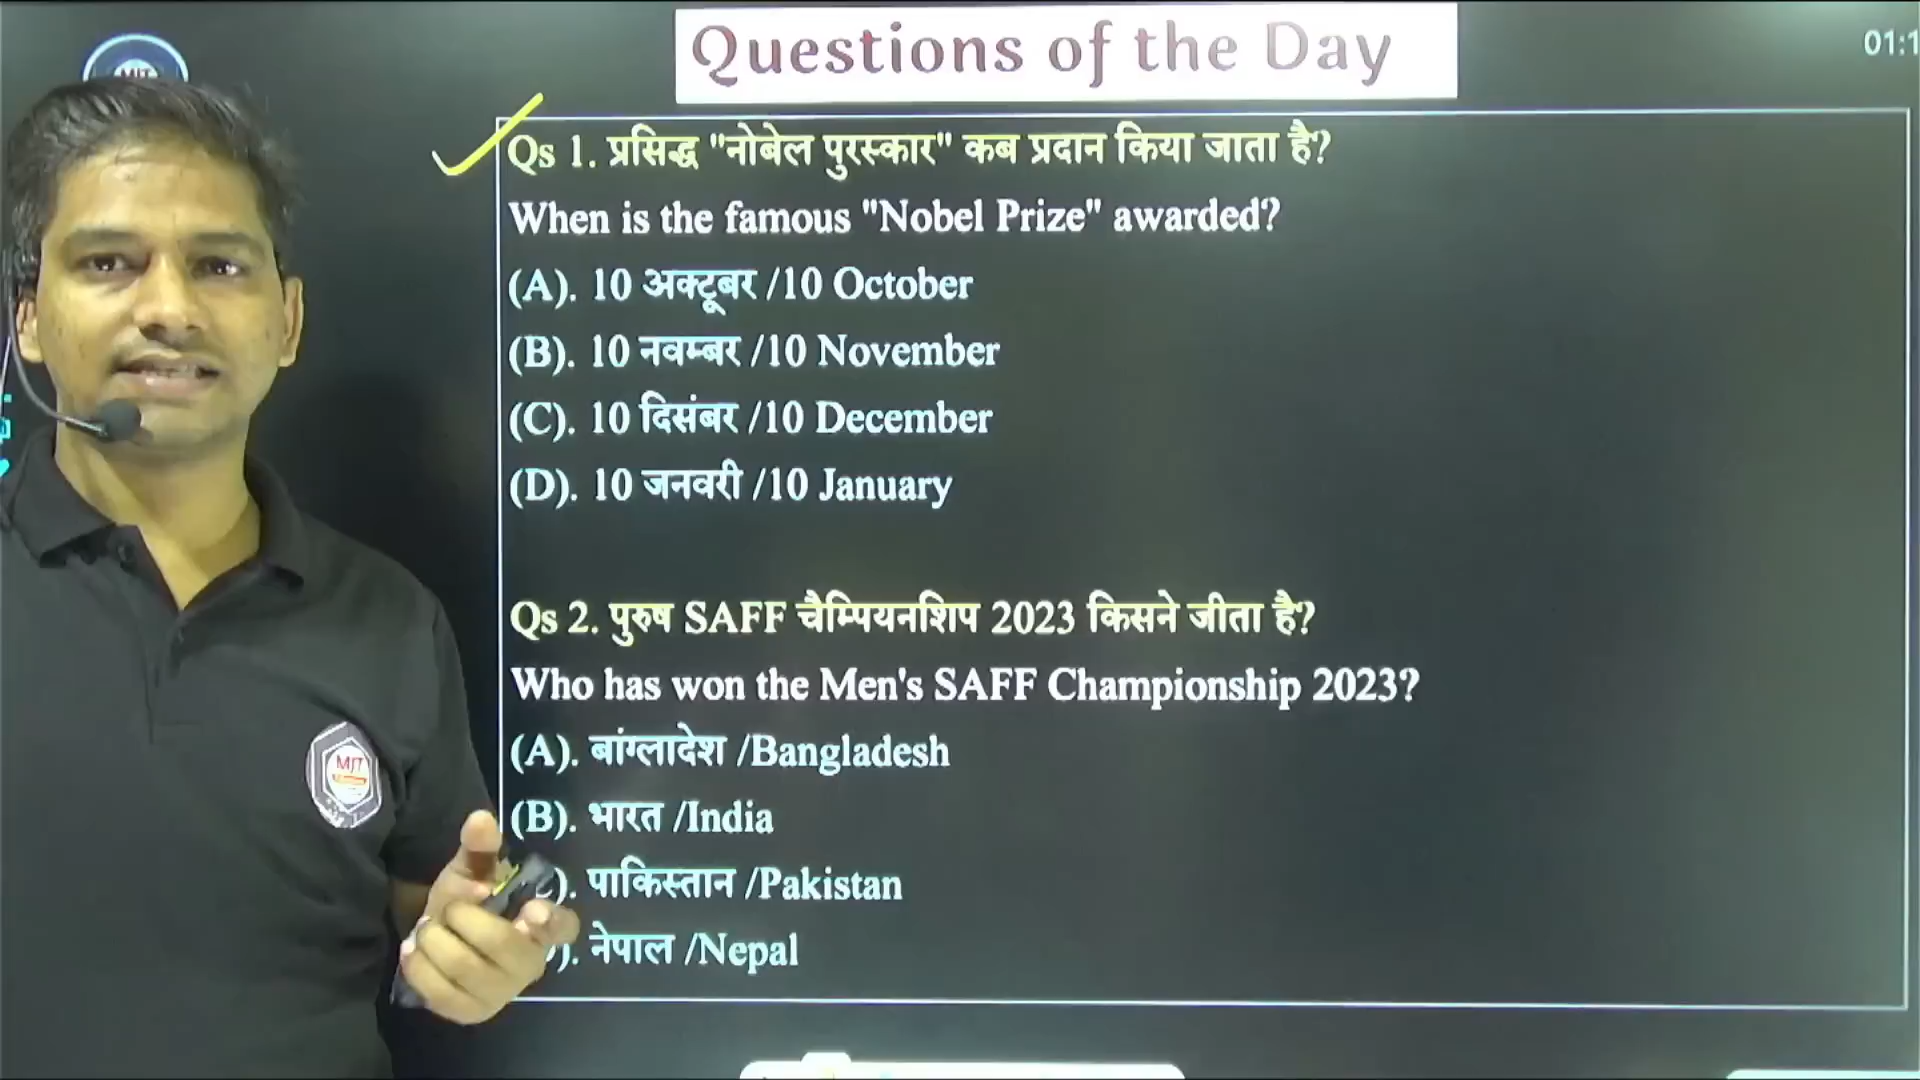 Questions of the Day
01:1
Qs 1. प्रसिद्ध "नोबेल पुरस्कार" कब प्रदान किया जाता है?
When is the famous "Nobel Prize" awarded?
(A). 10 अक्टूबर /10 October
(B). 10 नवम्बर /10 November
(C). 10 दिसंबर /10 December
(D). 10 जनवरी /10 January
Qs 2. पुरुष SAFF चैम्पियनशिप 2023 किसने जीता है?
Who has won the Men's SAFF Championship 2023?
(A). बांग्लादेश /Bangladesh
(B). भारत /India
). पाकिस्तान /Pakistan
). नेपाल /Nepal
MJT